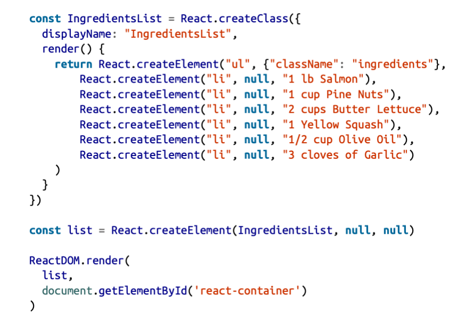 const IngredientsList = React.createClass({
  displayName: "IngredientsList",
  render() {
    return React.createElement("ul", {"className": "ingredients"},
        React.createElement("li", null, "1 lb Salmon"),
        React.createElement("li", null, "1 cup Pine Nuts"),
        React.createElement("li", null, "2 cups Butter Lettuce"),
        React.createElement("li", null, "1 Yellow Squash"),
        React.createElement("li", null, "1/2 cup Olive Oil"),
        React.createElement("li", null, "3 cloves of Garlic")
    )
  }
})
const list = React.createElement(IngredientsList, null, null)
ReactDOM.render(
  list,
  document.getElementById('react-container')
)